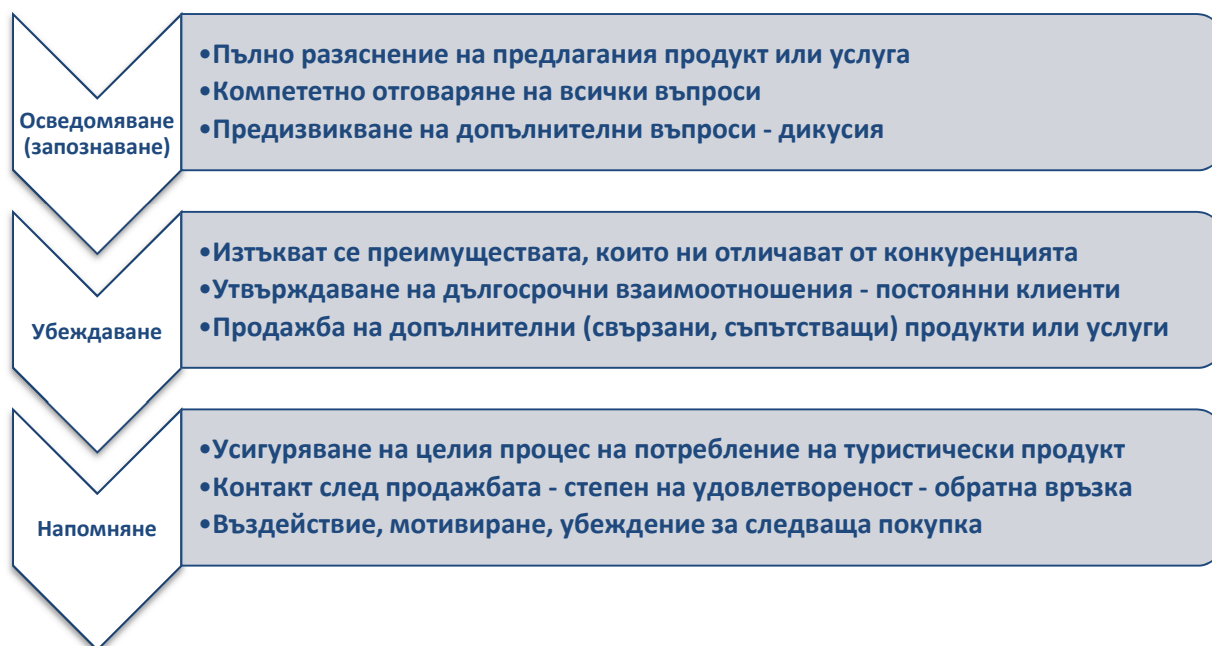 Осведомяване
(запознаване)
•Пълно разяснение на предлагания продукт или услуга
•Компететно отговаряне на всички въпроси
•Предизвикване на допълнителни въпроси - дикусия
Убеждаване
•Изтъкват се преимуществата, които ни отличават от конкуренцията
•Утвърждаване на дългосрочни взаимоотношения - постоянни клиенти
•Продажба на допълнителни (свързани, съпътстващи) продукти или услуги
Напомняне
•Усигуряване на целия процес на потребление на туристически продукт
•Контакт след продажбата - степен на удовлетвореност - обратна връзка
•Въздействие, мотивиране, убеждение за следваща покупка